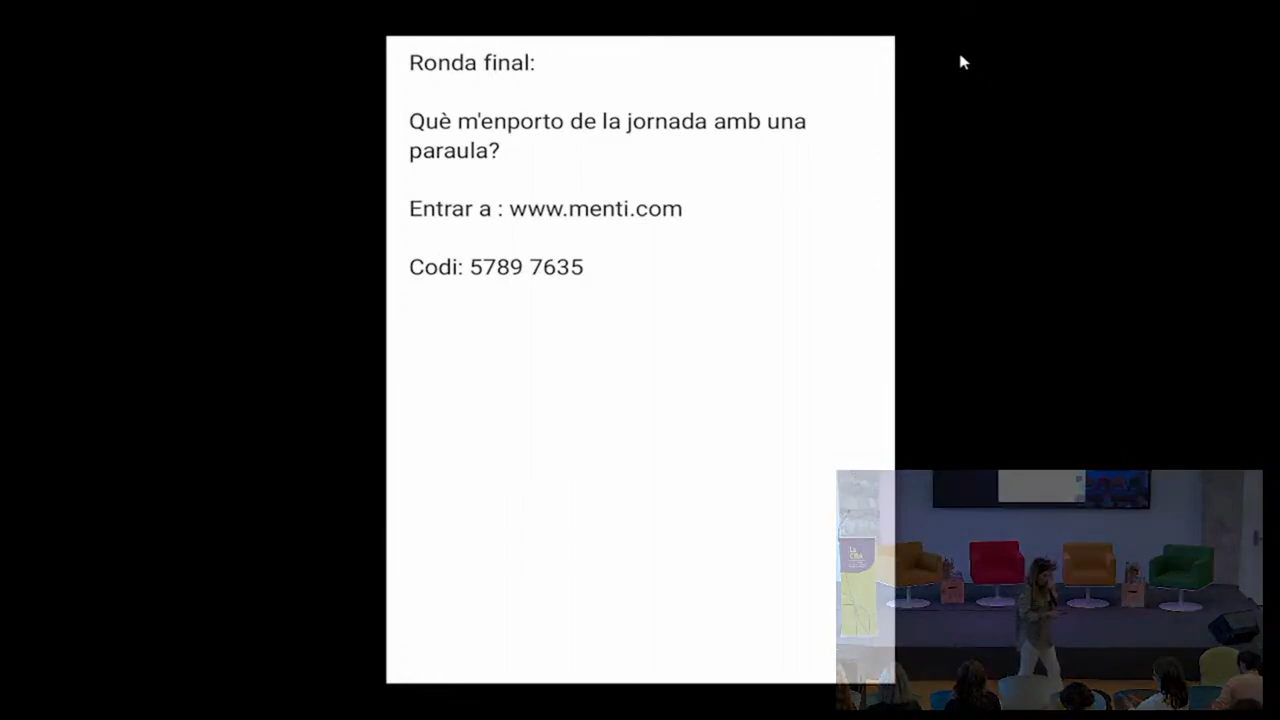 Ronda final:
Què m'enporto de la jornada amb una
paraula?
Entrar a : www.menti.com
Codi: 5789 7635